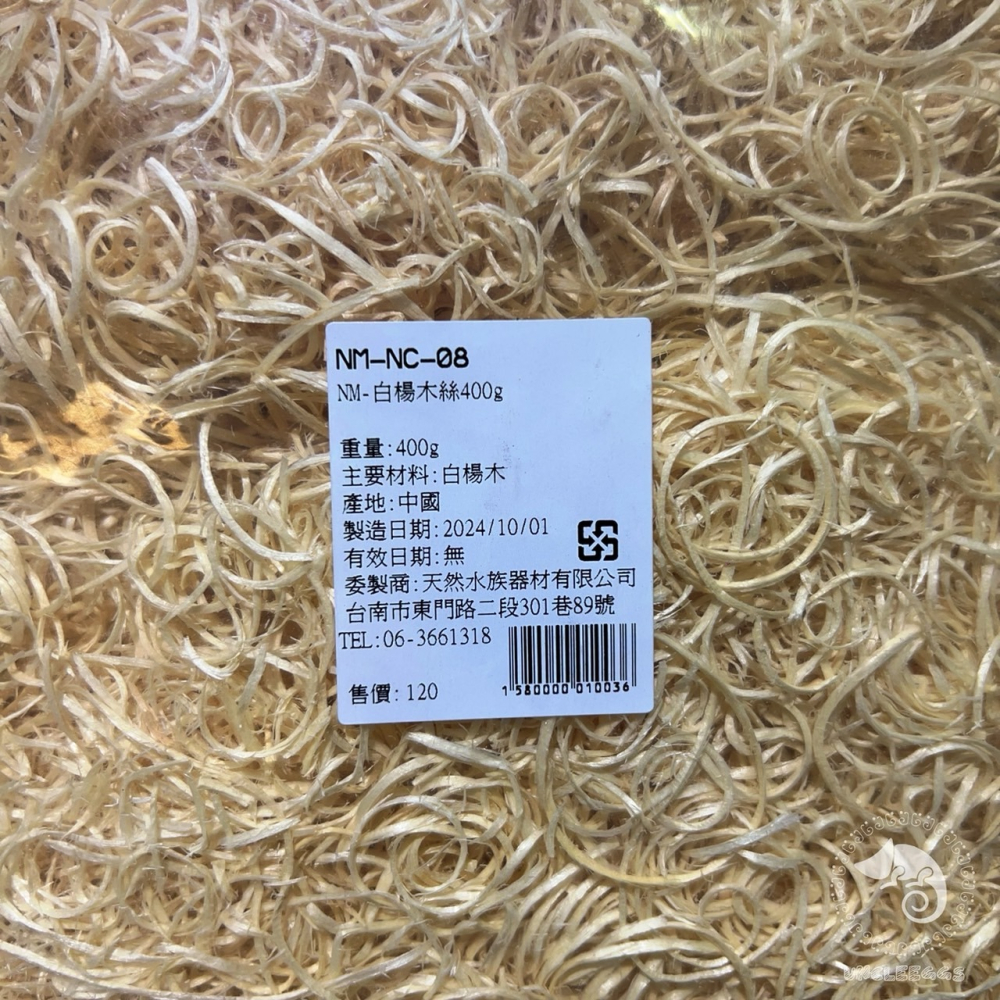 NM-NC-08
NM-白楊木絲400g
重量:400g
主要材料:白楊木
產地:中國
製造日期:2024/10/01
有效日期:無
委製商:天然水族器材有限公司
台南市東門路二段301巷89號
TEL:06-3661318
1 580000 010036
售價:120
UNCLEEGGS